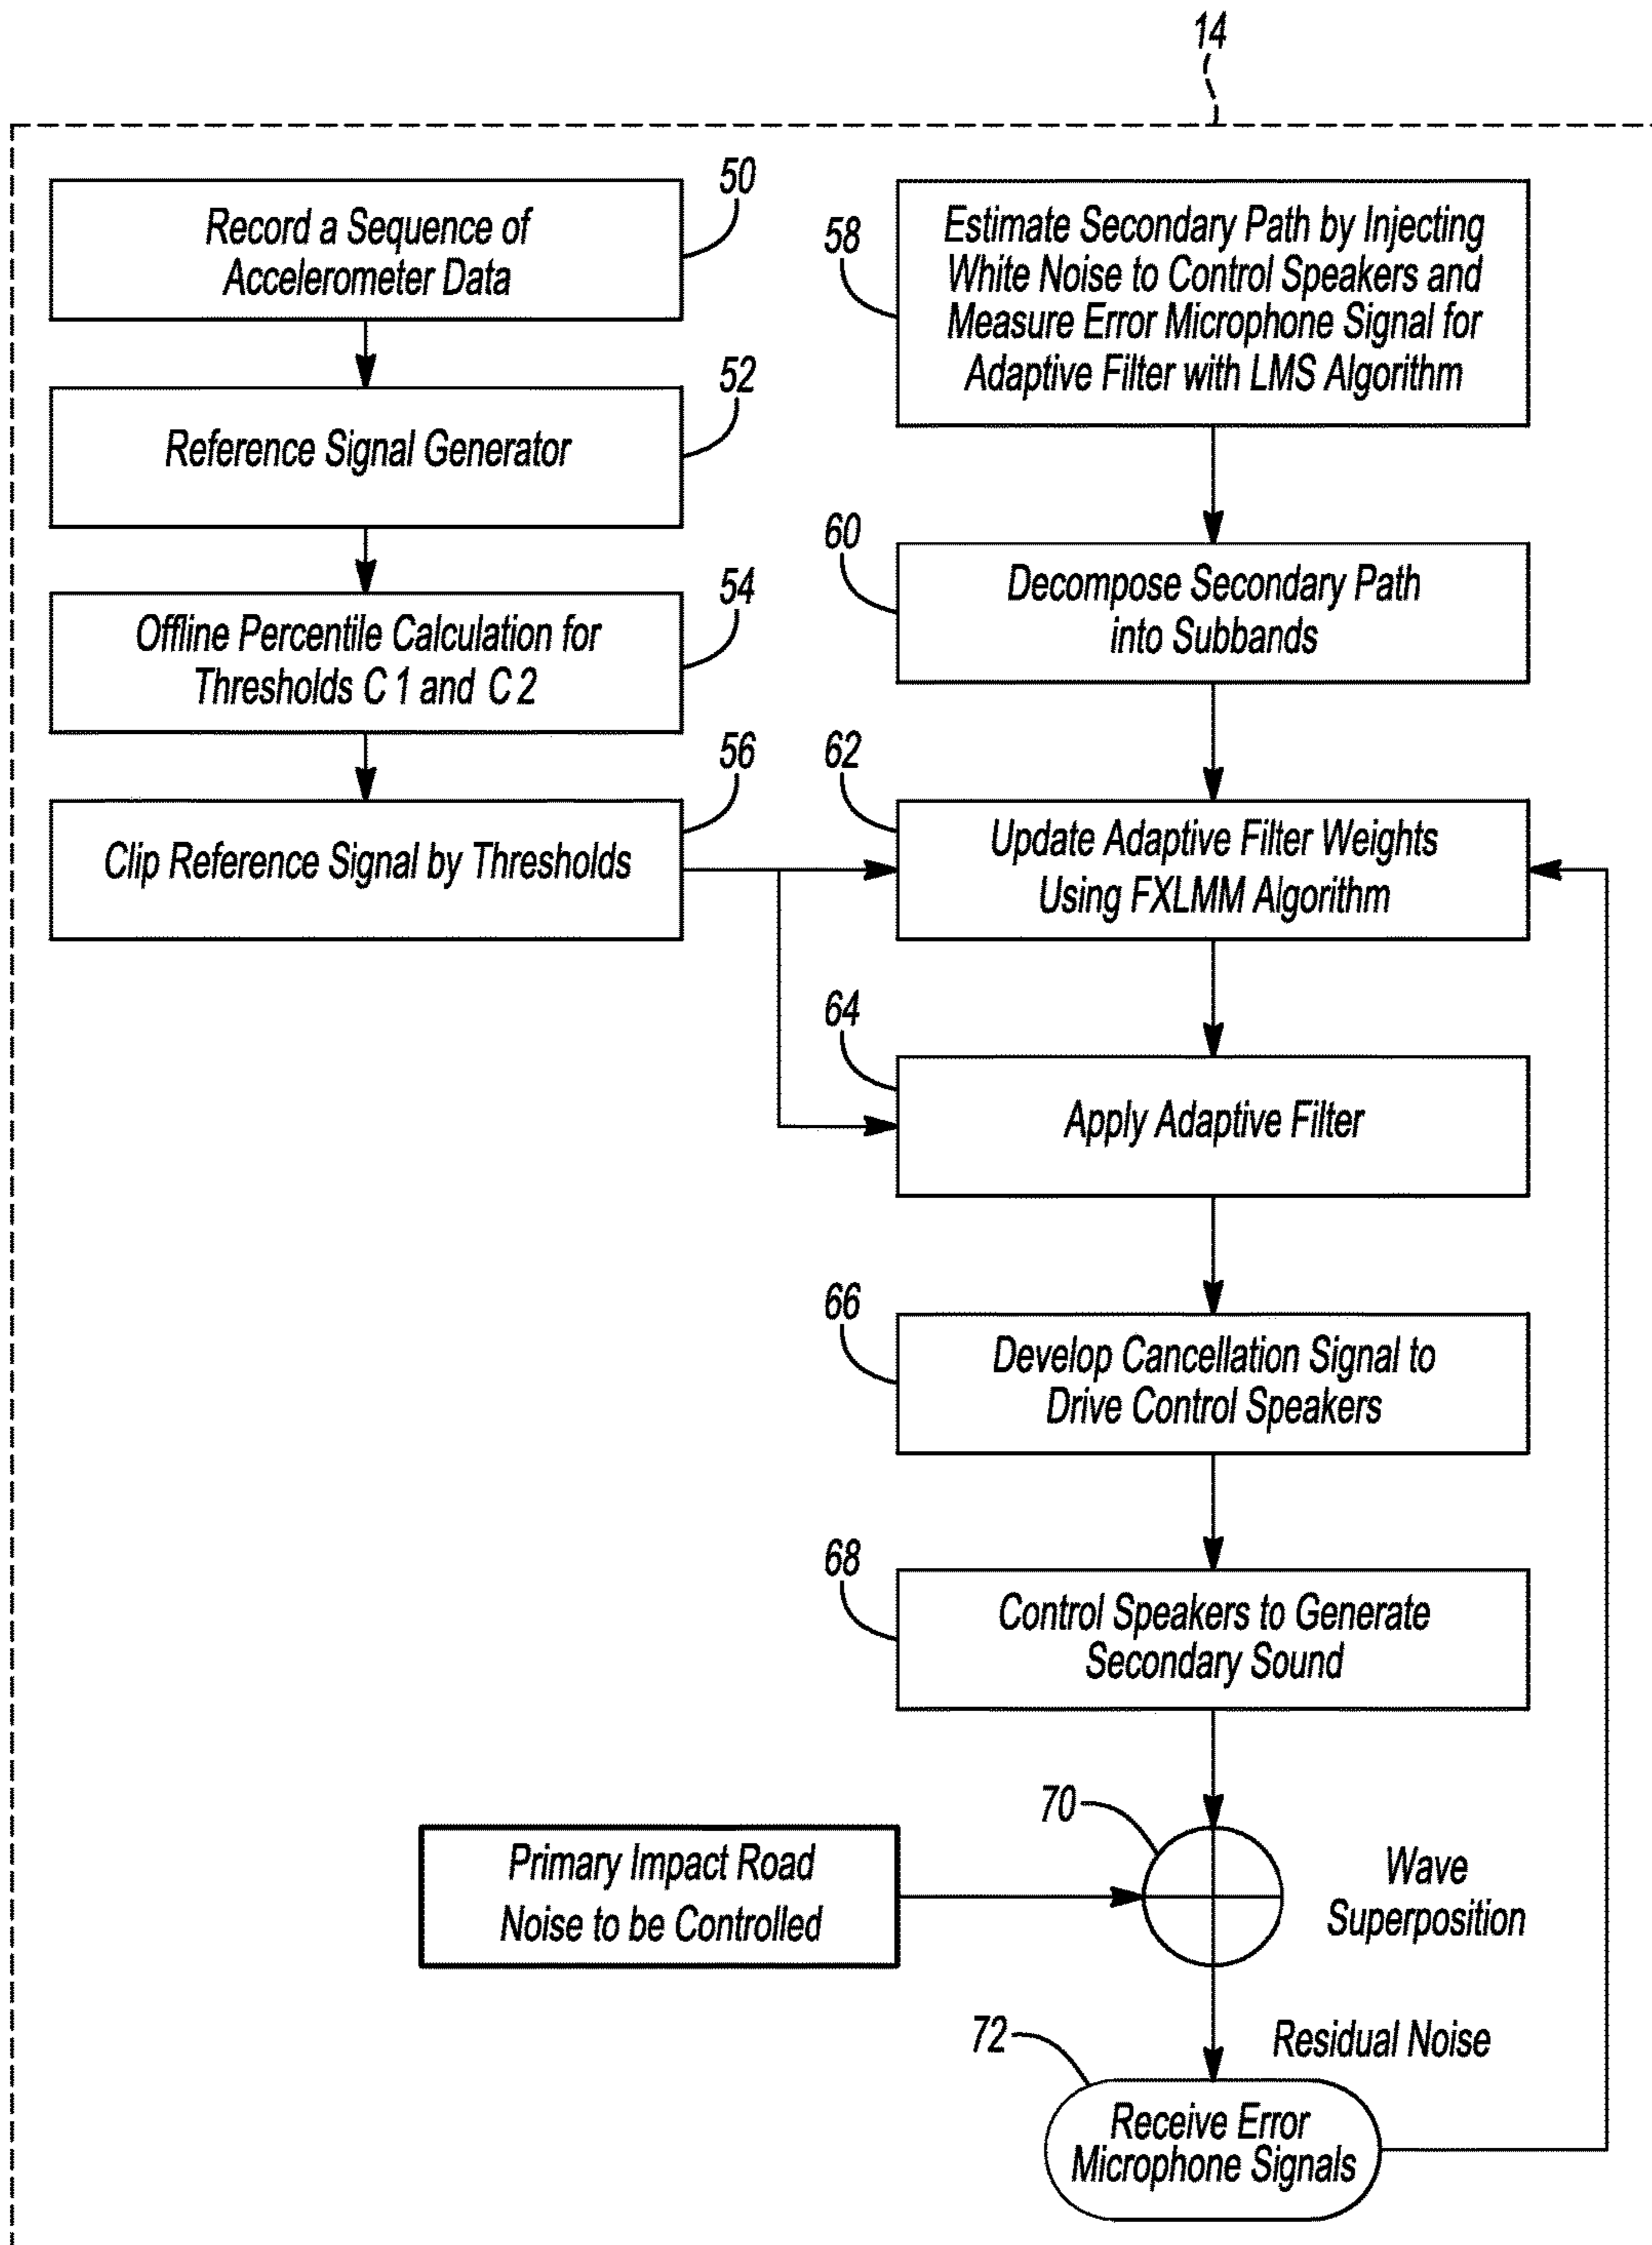 14
50
Record a Sequence of
Accelerometer Data
52
Reference Signal Generator
54
Offline Percentile Calculation for
Thresholds C 1 and C 2
56
Clip Reference Signal by Thresholds
58
Estimate Secondary Path by Injecting
White Noise to Control Speakers and
Measure Error Microphone Signal for
Adaptive Filter with LMS Algorithm
60
Decompose Secondary Path
into Subbands
62
Update Adaptive Filter Weights
Using FXLMM Algorithm
64
Apply Adaptive Filter
66
Develop Cancellation Signal to
Drive Control Speakers
68
Control Speakers to Generate
Secondary Sound
70
Primary Impact Road
Noise to be Controlled
Wave
Superposition
72
Residual Noise
Receive Error
Microphone Signals